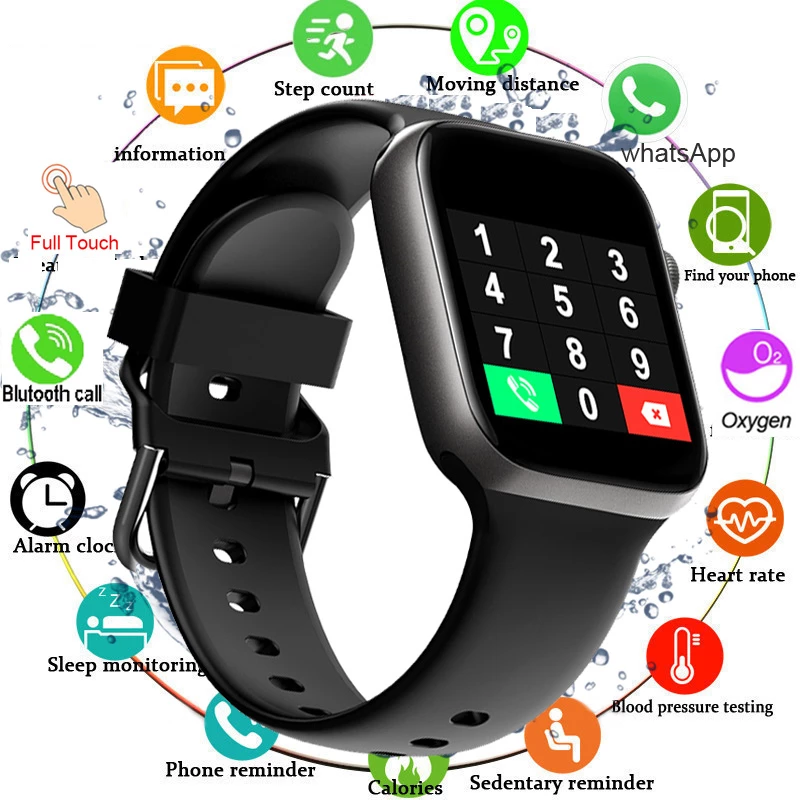 Step count
Moving distance
information
whatsApp
Full Touch
Find your phone
1 2 3
4 5 6
7 8 9
0
Blutooth call
O2
Oxygen
Alarm cloc
Heart rate
Z Z Z
Sleep monitoring
Blood pressure testing
Phone reminder
Calories
Sedentary reminder